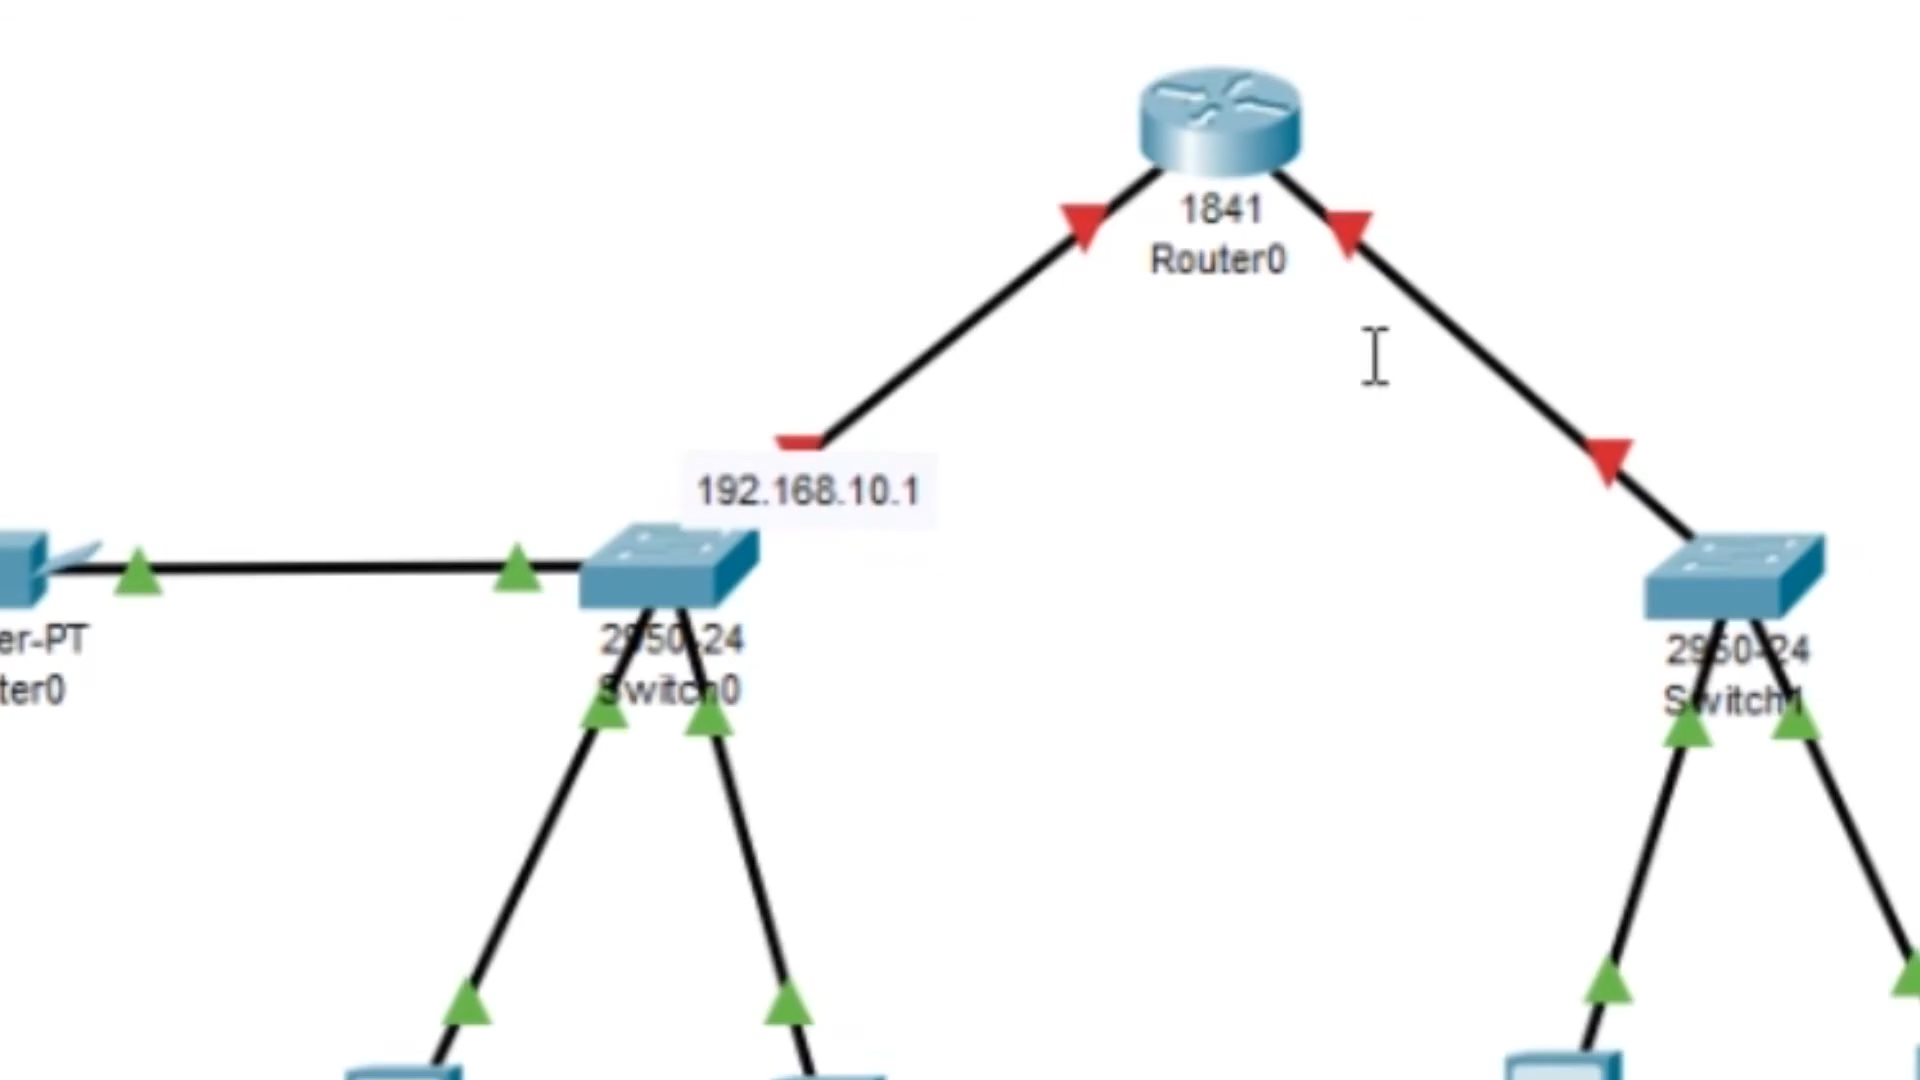 1841
Router0
192.168.10.1
er-PT
ter0
2950-24
Switch0
2950-24
Switch1